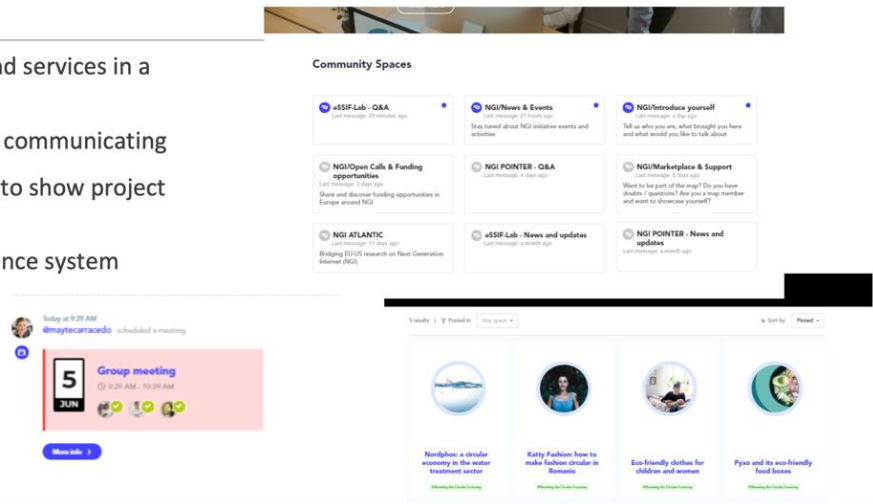 nd services in a
communicating
to show project
nce system
Community Spaces
eSSIF-Lab - Q&A
Last message: 29 minutes ago
NGI/News & Events
Last message: 21 hours ago
Stay tuned about NGI initiative events and
activities
NGI/Introduce yourself
Last message: a day ago
Tell us who you are, what brought you here
and what would you like to talk about
NGI/Open Calls & Funding
opportunities
Last message: 3 days ago
Share and discover funding opportunities in
Europe around NGI
NGI POINTER - Q&A
Last message: 4 days ago
NGI/Marketplace & Support
Last message: 5 days ago
Want to be part of the map? Do you have
doubts / questions? Are you a map member
and want to showcase yourself?
NGI ATLANTIC
Last message: 11 days ago
Bridging EU-US research on Next Generation
Internet (NGI)
eSSIF-Lab - News and updates
Last message: a month ago
NGI POINTER - News and
updates
Last message: a month ago
Today at 9:29 AM
@maytecarracedo scheduled a meeting
5
JUN
Group meeting
9:29 AM - 10:29 AM
More info >
5 results | Posted in: Any space
Sort by: Pinned
Nordphos: a circular
economy in the water
treatment sector
Katty Fashion: how to
make fashion circular in
Romania
Eco-friendly clothes for
children and women
Pyxo and its eco-friendly
food boxes